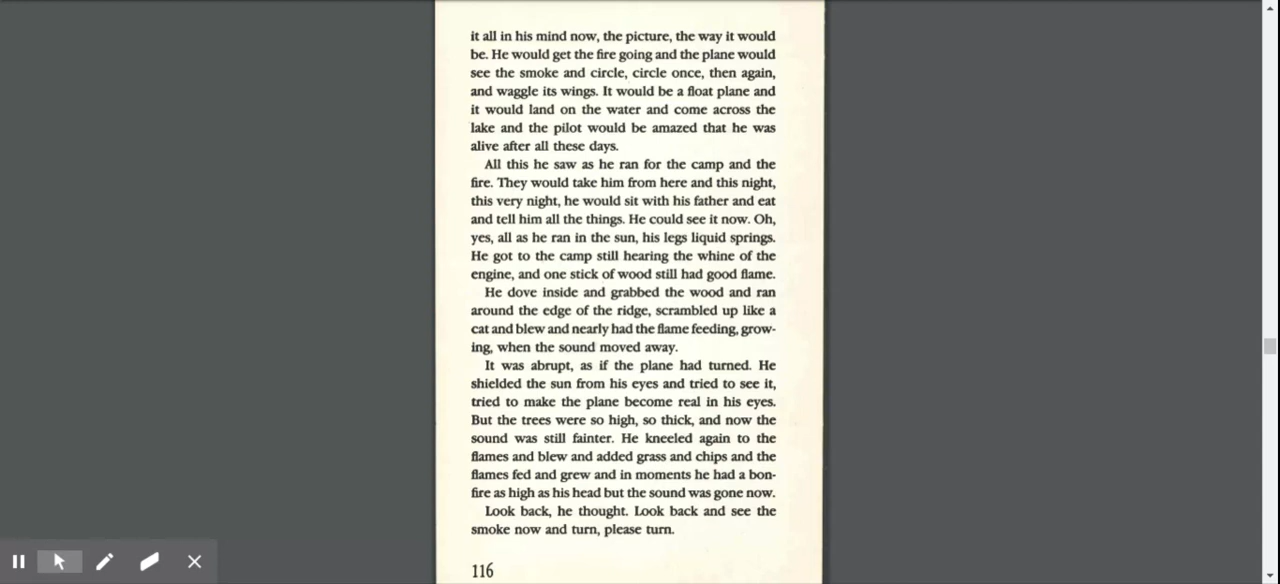 it all in his mind now, the picture, the way it would
be. He would get the fire going and the plane would
see the smoke and circle, circle once, then again,
and waggle its wings. It would be a float plane and
it would land on the water and come across the
lake and the pilot would be amazed that he was
alive after all these days.
All this he saw as he ran for the camp and the
fire. They would take him from here and this night,
this very night, he would sit with his father and eat
and tell him all the things. He could see it now. Oh,
yes, all as he ran in the sun, his legs liquid springs.
He got to the camp still hearing the whine of the
engine, and one stick of wood still had good flame.
He dove inside and grabbed the wood and ran
around the edge of the ridge, scrambled up like a
cat and blew and nearly had the flame feeding, grow-
ing, when the sound moved away.
It was abrupt, as if the plane had turned. He
shielded the sun from his eyes and tried to see it,
tried to make the plane become real in his eyes.
But the trees were so high, so thick, and now the
sound was still fainter. He kneeled again to the
flames and blew and added grass and chips and the
flames fed and grew and in moments he had a bon-
fire as high as his head but the sound was gone now.
Look back, he thought. Look back and see the
smoke now and turn, please turn.
116